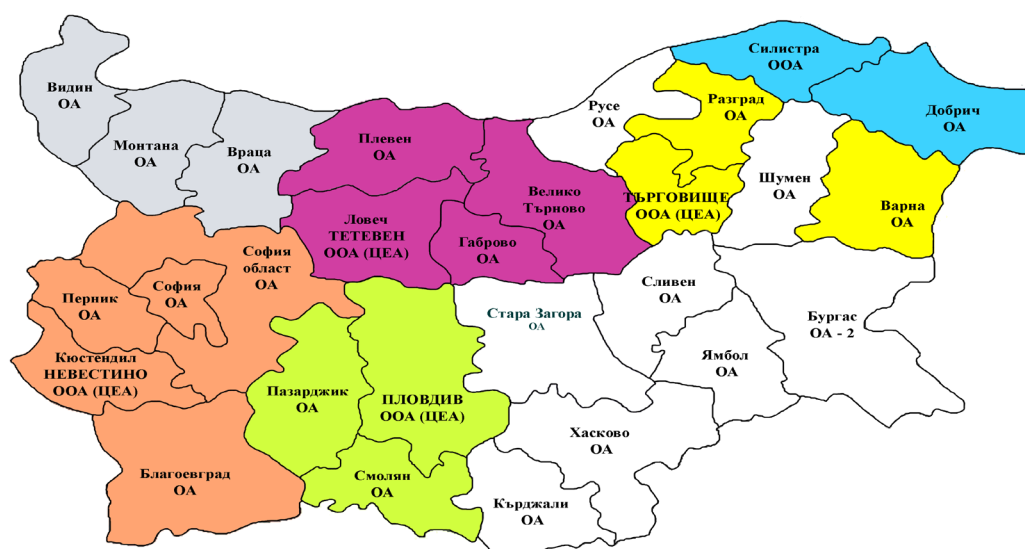 Силистра
ООА
Видин
ОА
Русе
ОА
Разград
ОА
Добрич
ОА
Плевен
ОА
Монтана
ОА
Враца
ОА
Шумен
ОА
Велико
Търново
ОА
ТЪРГОВИЩЕ
ООА (ЦЕА)
Варна
ОА
Ловеч
ТЕТЕВЕН
ООА (ЦЕА)
Габрово
ОА
София
област
ОА
София
ОА
Перник
ОА
Сливен
ОА
Стара Загора
ОА
Бургас
ОА - 2
Кюстендил
НЕВЕСТИНО
ООА (ЦЕА)
Ямбол
ОА
Пазарджик
ОА
ПЛОВДИВ
ООА (ЦЕА)
Хасково
ОА
Благоевград
ОА
Смолян
ОА
Кърджали
ОА